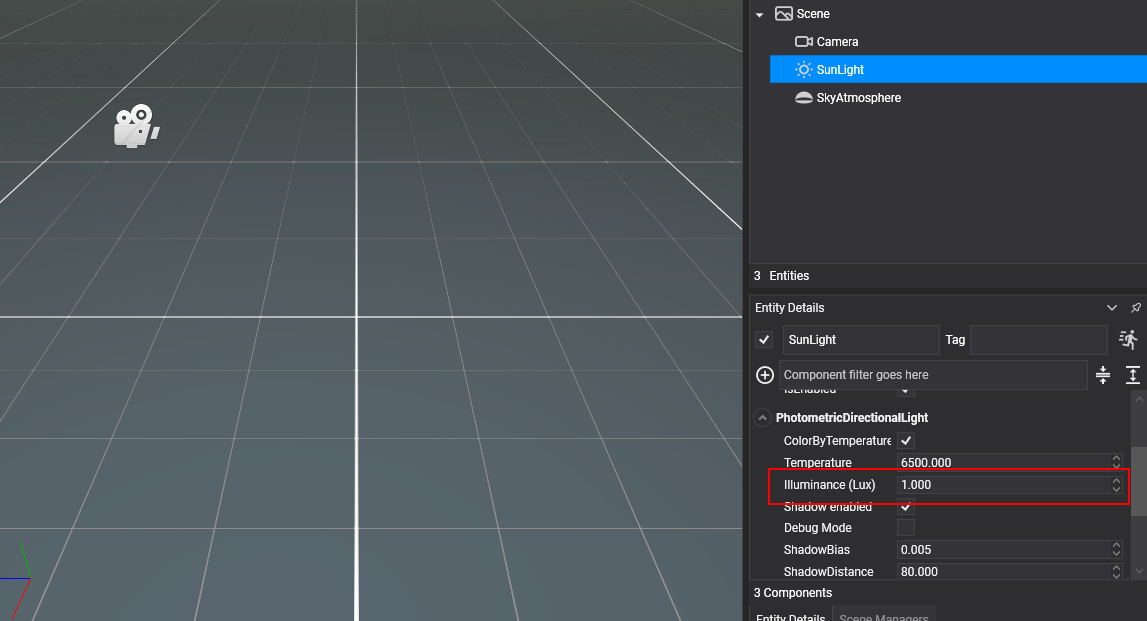 Scene
Camera
SunLight
SkyAtmosphere
3 Entities
Entity Details
SunLight Tag
Component filter goes here
IsEnabled
PhotometricDirectionalLight
ColorByTemperature
Temperature 6500.000
Illuminance (Lux) 1.000
Shadow enabled
Debug Mode
ShadowBias 0.005
ShadowDistance 80.000
3 Components
Entity Details Scene Managers